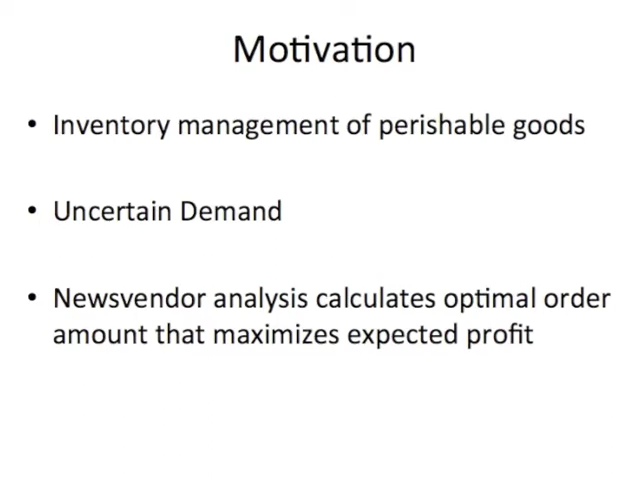 Motivation
• Inventory management of perishable goods
• Uncertain Demand
• Newsvendor analysis calculates optimal order
amount that maximizes expected profit